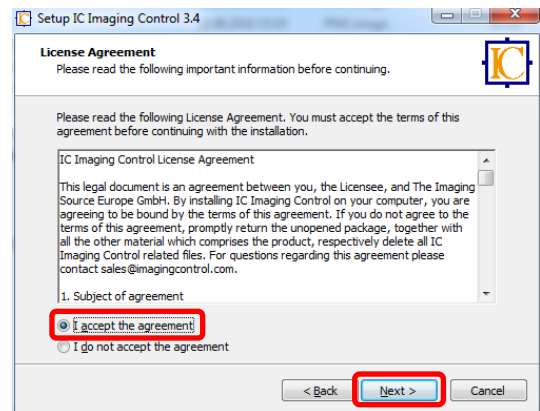 Setup IC Imaging Control 3.4
License Agreement
Please read the following important information before continuing.
IC
Please read the following License Agreement. You must accept the terms of this
agreement before continuing with the installation.
IC Imaging Control License Agreement
This legal document is an agreement between you, the Licensee, and The Imaging
Source Europe GmbH. By installing IC Imaging Control on your computer, you are
agreeing to be bound by the terms of this agreement. If you do not agree to the
terms of this agreement, promptly return the unopened package, together with
all the other material which comprises the product, respectively delete all IC
Imaging Control related files. For questions regarding this agreement please
contact sales@imagingcontrol.com.
1. Subject of agreement
I accept the agreement
I do not accept the agreement
< Back
Next >
Cancel